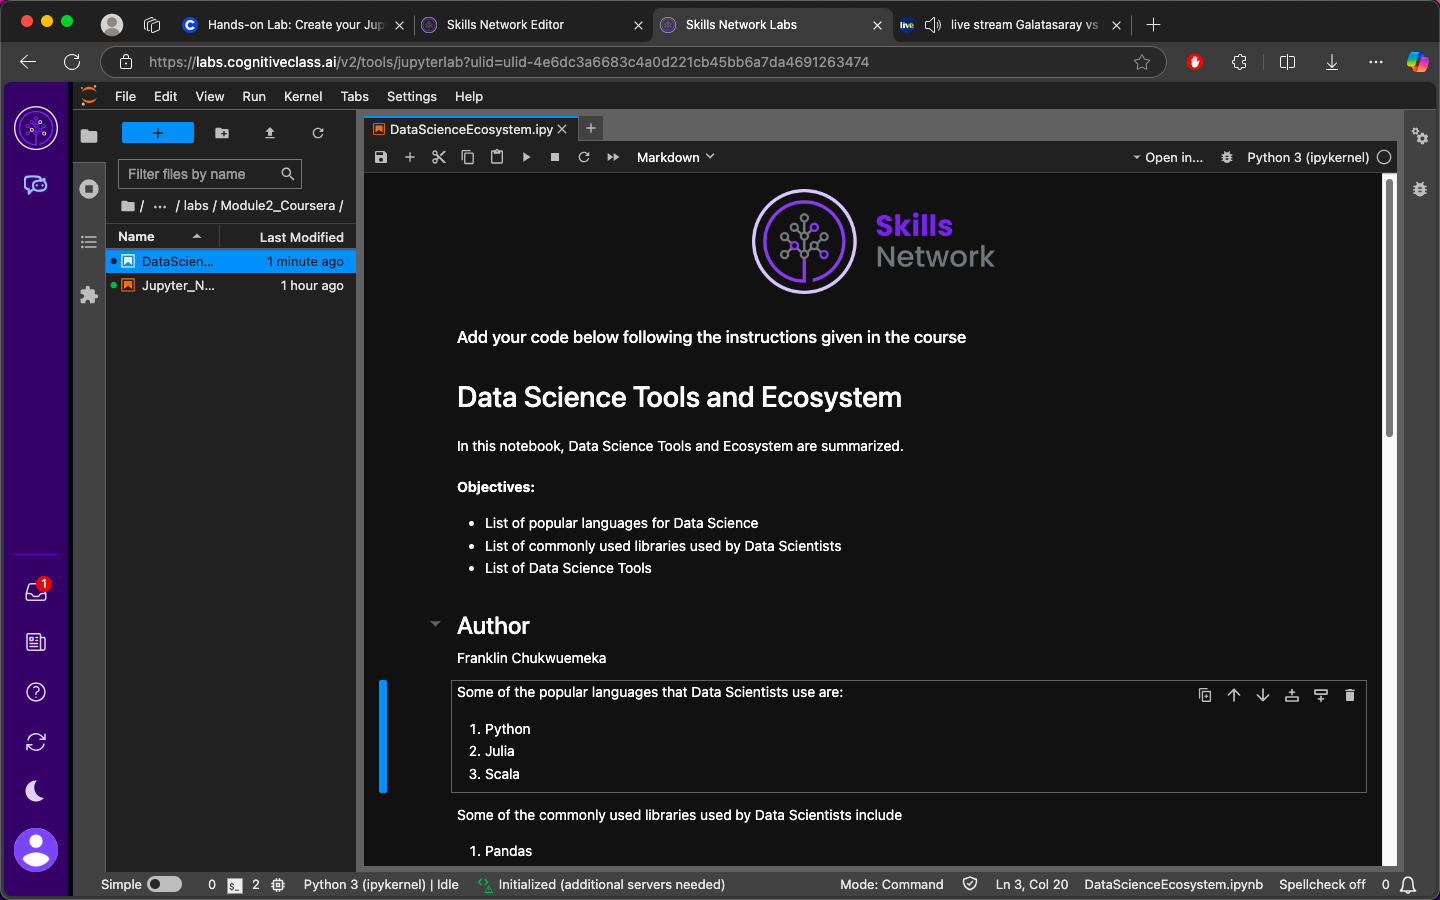 Hands-on Lab: Create your Jup
Skills Network Editor
Skills Network Labs
live
live stream Galatasaray vs
https://labs.cognitiveclass.ai/v2/tools/jupyterlab?ulid=ulid-4e6dc3a6683c4a0d221cb45bb6a7da4691263474
File Edit View Run Kernel Tabs Settings Help
Filter files by name
/ ... / labs / Module2_Coursera /
Name Last Modified
DataScien... 1 minute ago
Jupyter_N... 1 hour ago
DataScienceEcosystem.ipy
Markdown
Open in...
Python 3 (ipykernel)
Skills
Network
Add your code below following the instructions given in the course
Data Science Tools and Ecosystem
In this notebook, Data Science Tools and Ecosystem are summarized.
Objectives:
• List of popular languages for Data Science
• List of commonly used libraries used by Data Scientists
• List of Data Science Tools
Author
Franklin Chukwuemeka
Some of the popular languages that Data Scientists use are:
1. Python
2. Julia
3. Scala
Some of the commonly used libraries used by Data Scientists include
1. Pandas
1
Simple 0 $_ 2 Python 3 (ipykernel) | Idle Initialized (additional servers needed) Mode: Command Ln 3, Col 20 DataScienceEcosystem.ipynb Spellcheck off 0